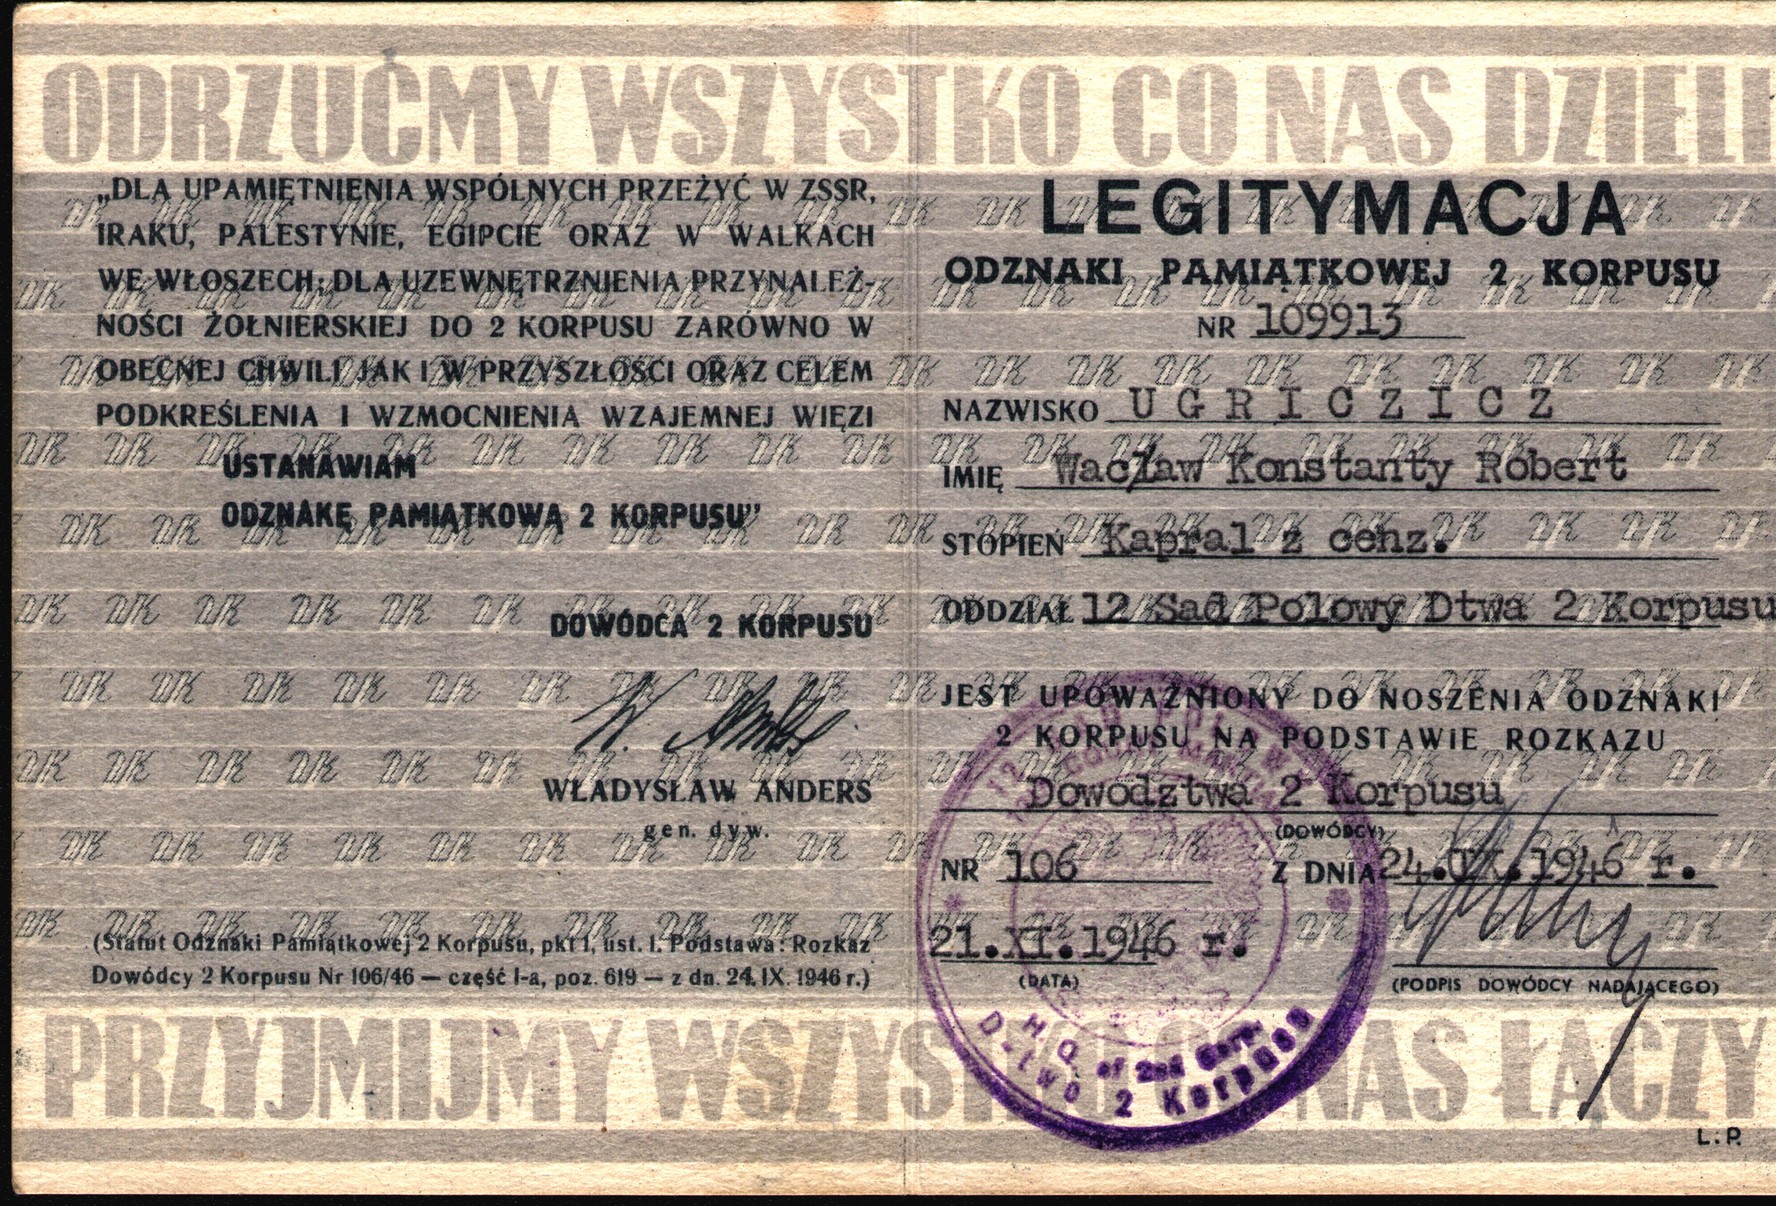 ODRZUĆMY WSZYSTKO CO NAS DZIELI
„DLA UPAMIĘTNIENIA WSPÓLNYCH PRZEŻYĆ W ZSSR,
IRAKU, PALESTYNIE, EGIPCIE ORAZ W WALKACH
WE WŁOSZECH; DLA UZEWNĘTRZNIENIA PRZYNALEŻ-
NOŚCI ŻOŁNIERSKIEJ DO 2 KORPUSU ZARÓWNO W
OBECNEJ CHWILI JAK I W PRZYSZŁOŚCI ORAZ CELEM
PODKREŚLENIA I WZMOCNIENIA WZAJEMNEJ WIĘZI
USTANAWIAM
ODZNAKĘ PAMIĄTKOWĄ 2 KORPUSU”
DOWÓDCA 2 KORPUSU
W. Anders
WŁADYSŁAW ANDERS
gen. dyw.
(Statut Odznaki Pamiątkowej 2 Korpusu, pkt 1, ust. 1. Podstawa: Rozkaz
Dowódcy 2 Korpusu Nr 106/46 — część I-a, poz. 619 — z dn. 24. IX. 1946 r.)
LEGITYMACJA
ODZNAKI PAMIĄTKOWEJ 2 KORPUSU
NR 109913
NAZWISKO UGRICZICZ
IMIĘ Wacław Konstanty Robert
STOPIEŃ Kapral z cenz.
ODDZIAŁ 12 Sąd Polowy Dtwa 2 Korpusu
JEST UPOWAŻNIONY DO NOSZENIA ODZNAKI
2 KORPUSU NA PODSTAWIE ROZKAZU
Dowództwa 2 Korpusu
(DOWÓDCY)
NR 106 Z DNIA 24.IX.1946 r.
21.XI.1946 r.
(DATA) (PODPIS DOWÓDCY NADAJĄCEGO)
H. Q. of 2nd Corps
D-two 2 Korpusu
PRZYJMIJMY WSZYS NAS ŁĄCZY
L. P.